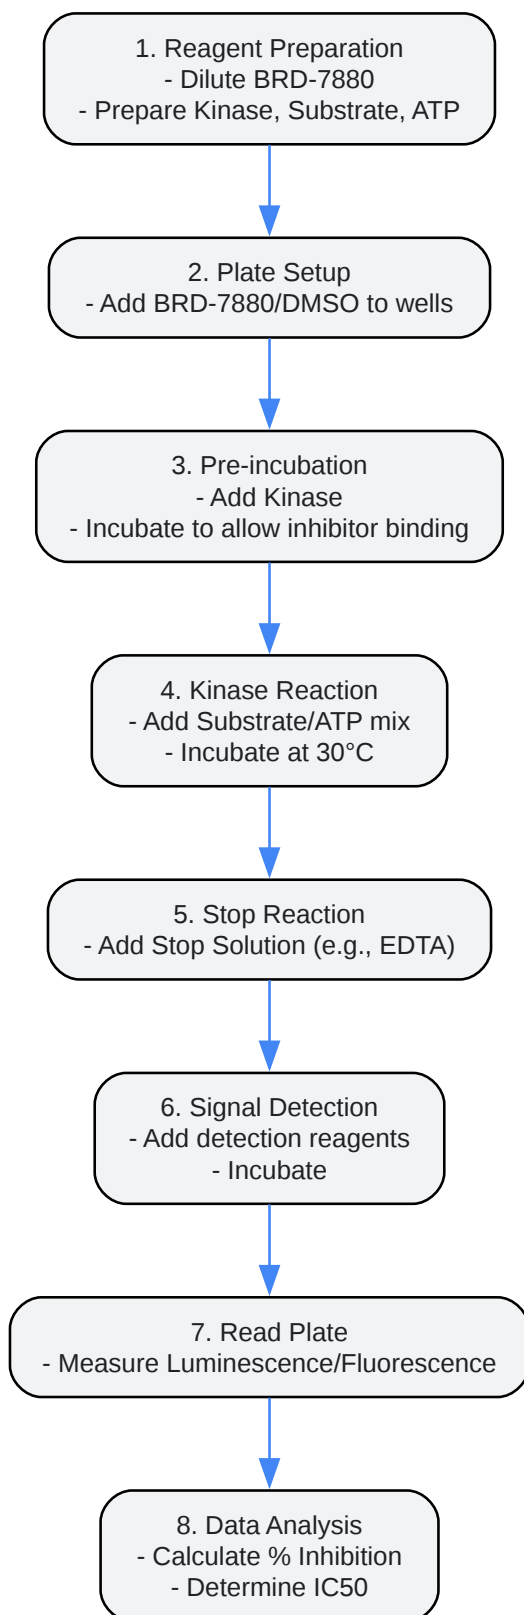 1. Reagent Preparation
- Dilute BRD-7880
- Prepare Kinase, Substrate, ATP
2. Plate Setup
- Add BRD-7880/DMSO to wells
3. Pre-incubation
- Add Kinase
- Incubate to allow inhibitor binding
4. Kinase Reaction
- Add Substrate/ATP mix
- Incubate at 30°C
5. Stop Reaction
- Add Stop Solution (e.g., EDTA)
6. Signal Detection
- Add detection reagents
- Incubate
7. Read Plate
- Measure Luminescence/Fluorescence
8. Data Analysis
- Calculate % Inhibition
- Determine IC50